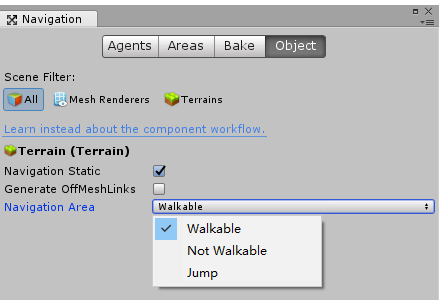 Navigation
Agents Areas Bake Object
Scene Filter:
All Mesh Renderers Terrains
Learn instead about the component workflow.
Terrain (Terrain)
Navigation Static
Generate OffMeshLinks
Navigation Area Walkable
Walkable
Not Walkable
Jump